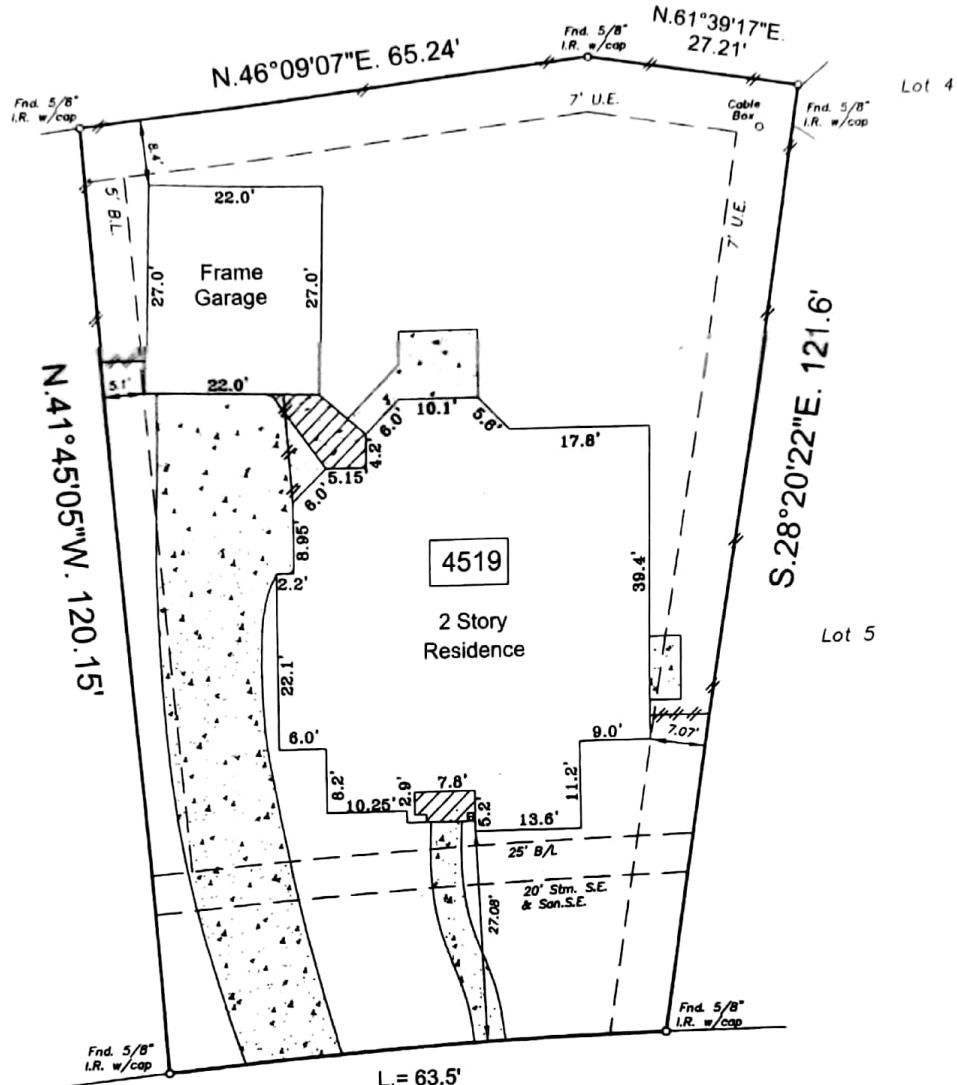 N.61°39'17"E.
27.21'
Fnd. 5/8"
I.R. w/cap
N.46°09'07"E. 65.24'
Fnd. 5/8"
I.R. w/cap
7' U.E.
Cable
Box
Fnd. 5/8"
I.R. w/cap
Lot 4
8.4'
5' B.L.
22.0'
7' U.E.
27.0'
Frame
Garage
27.0'
5.1'
22.0'
N.41°45'05"W. 120.15'
S.28°20'22"E. 121.6'
6.0'
10.1'
5.6'
17.8'
4.2'
5.15'
6.0'
8.95'
2.2'
4519
39.4'
2 Story
Residence
Lot 5
22.1'
6.0'
9.0'
7.07'
8.2'
10.25'
2.9'
7.8'
5.2'
11.2'
13.6'
25' B/L
20' Stm. S.E.
& San.S.E.
27.08'
Fnd. 5/8"
I.R. w/cap
Fnd. 5/8"
I.R. w/cap
L.= 63.5'